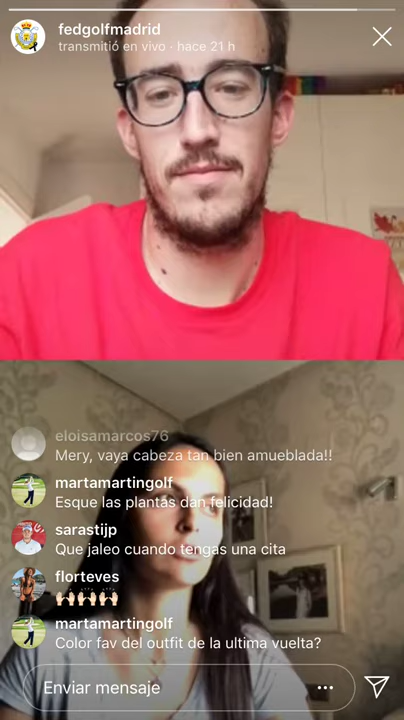 fedgolfmadrid
transmitió en vivo · hace 21 h
eloisamarcos76
Mery, vaya cabeza tan bien amueblada!!
martamartingolf
Esque las plantas dan felicidad!
sarastijp
Que jaleo cuando tengas una cita
florteves
🙌🏻🙌🏻🙌🏻🙌🏻
martamartingolf
Color fav del outfit de la ultima vuelta?
Enviar mensaje